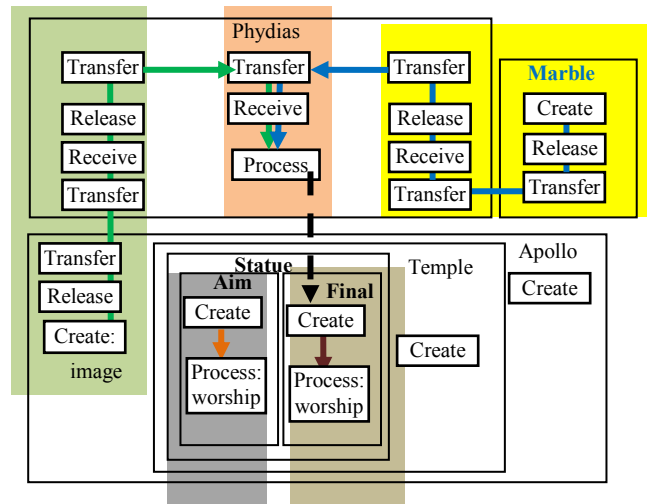 Phydias
Transfer
Transfer
Transfer
Marble
Release
Receive
Release
Create
Receive
Process
Receive
Release
Transfer
Transfer
Transfer
Transfer
Release
Create:
image
Statue
Aim
Create
Process:
worship
Final
Create
Process:
worship
Temple
Create
Apollo
Create